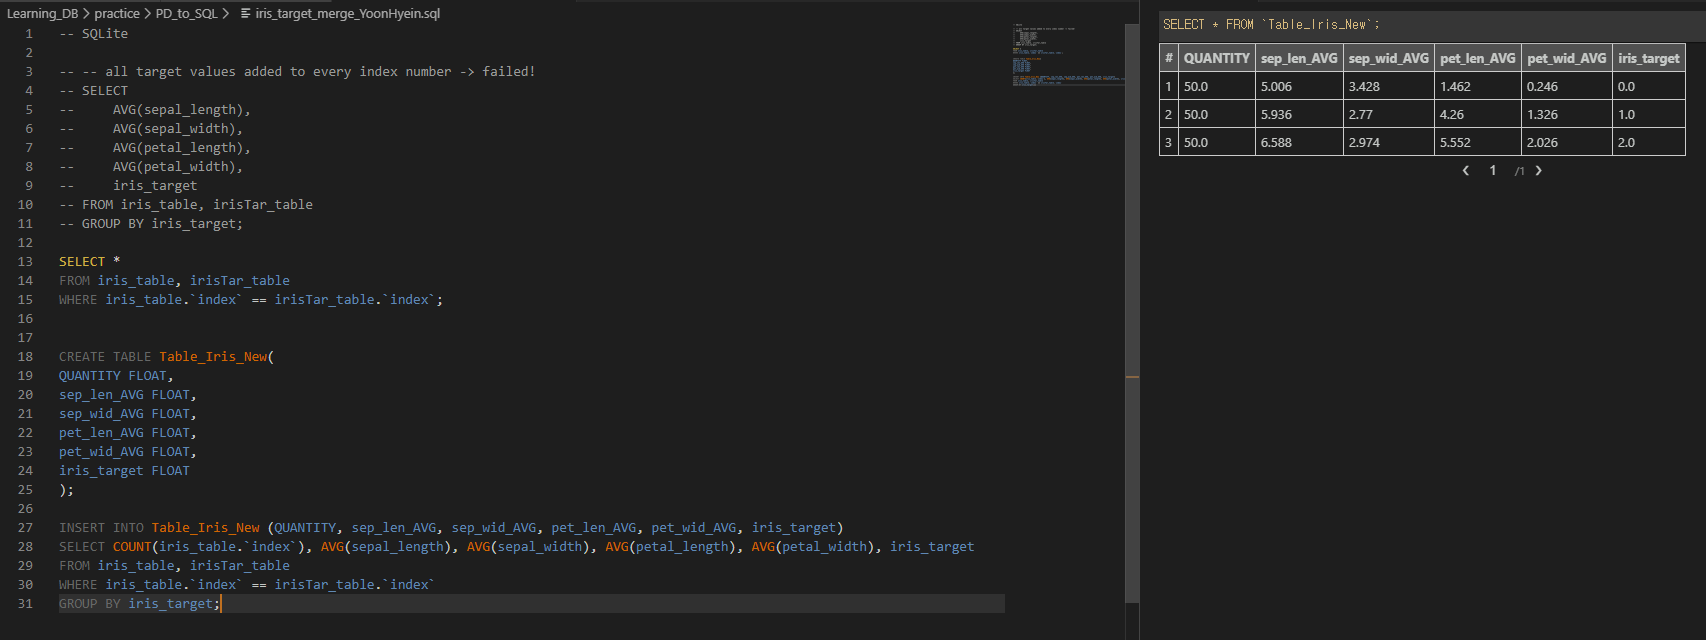 Learning_DB > practice > PD_to_SQL > iris_target_merge_YoonHyein.sql
1 -- SQLite
2
3 -- -- all target values added to every index number -> failed!
4 -- SELECT
5 --     AVG(sepal_length),
6 --     AVG(sepal_width),
7 --     AVG(petal_length),
8 --     AVG(petal_width),
9 --     iris_target
10 -- FROM iris_table, irisTar_table
11 -- GROUP BY iris_target;
12
13 SELECT *
14 FROM iris_table, irisTar_table
15 WHERE iris_table.`index` == irisTar_table.`index`;
16
17
18 CREATE TABLE Table_Iris_New(
19 QUANTITY FLOAT,
20 sep_len_AVG FLOAT,
21 sep_wid_AVG FLOAT,
22 pet_len_AVG FLOAT,
23 pet_wid_AVG FLOAT,
24 iris_target FLOAT
25 );
26
27 INSERT INTO Table_Iris_New (QUANTITY, sep_len_AVG, sep_wid_AVG, pet_len_AVG, pet_wid_AVG, iris_target)
28 SELECT COUNT(iris_table.`index`), AVG(sepal_length), AVG(sepal_width), AVG(petal_length), AVG(petal_width), iris_target
29 FROM iris_table, irisTar_table
30 WHERE iris_table.`index` == irisTar_table.`index`
31 GROUP BY iris_target;
SELECT * FROM `Table_Iris_New`;
# QUANTITY sep_len_AVG sep_wid_AVG pet_len_AVG pet_wid_AVG iris_target
1 50.0 5.006 3.428 1.462 0.246 0.0
2 50.0 5.936 2.77 4.26 1.326 1.0
3 50.0 6.588 2.974 5.552 2.026 2.0
< 1 /1 >